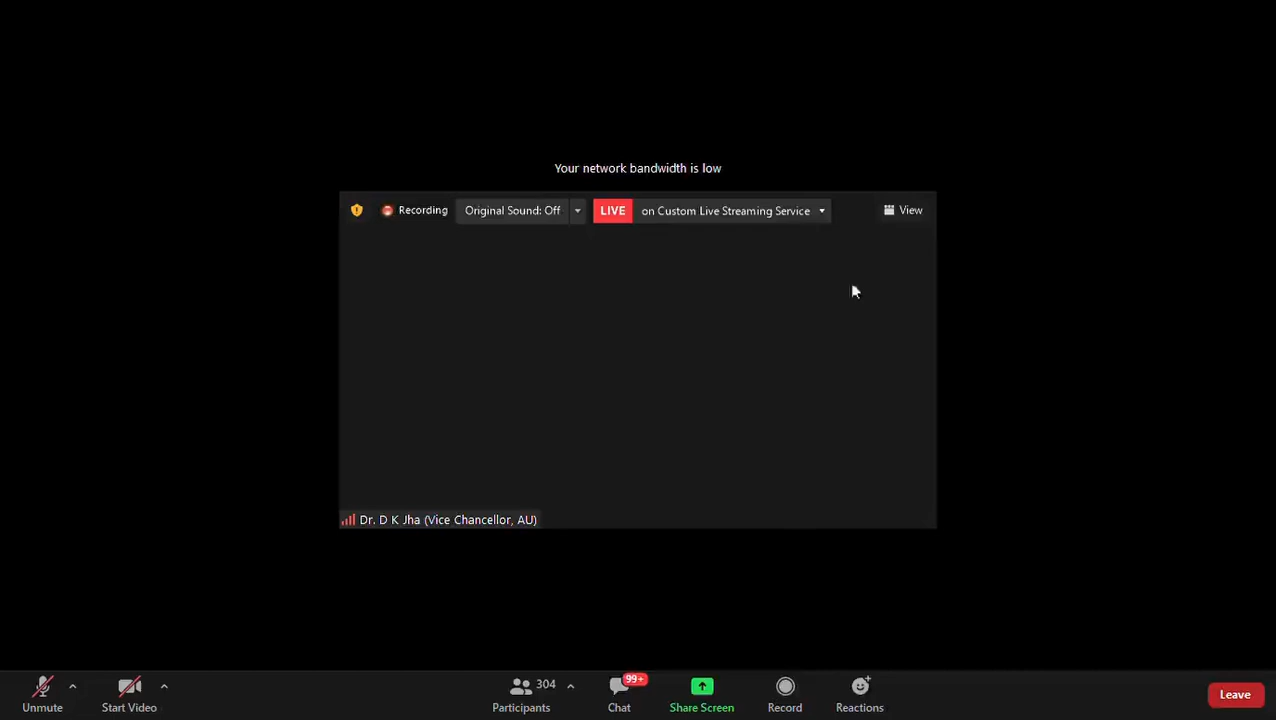 Your network bandwidth is low
Recording
Original Sound: Off
LIVE
on Custom Live Streaming Service
View
Dr. D K Jha (Vice Chancellor, AU)
Unmute
Start Video
304
Participants
99+
Chat
Share Screen
Record
Reactions
Leave